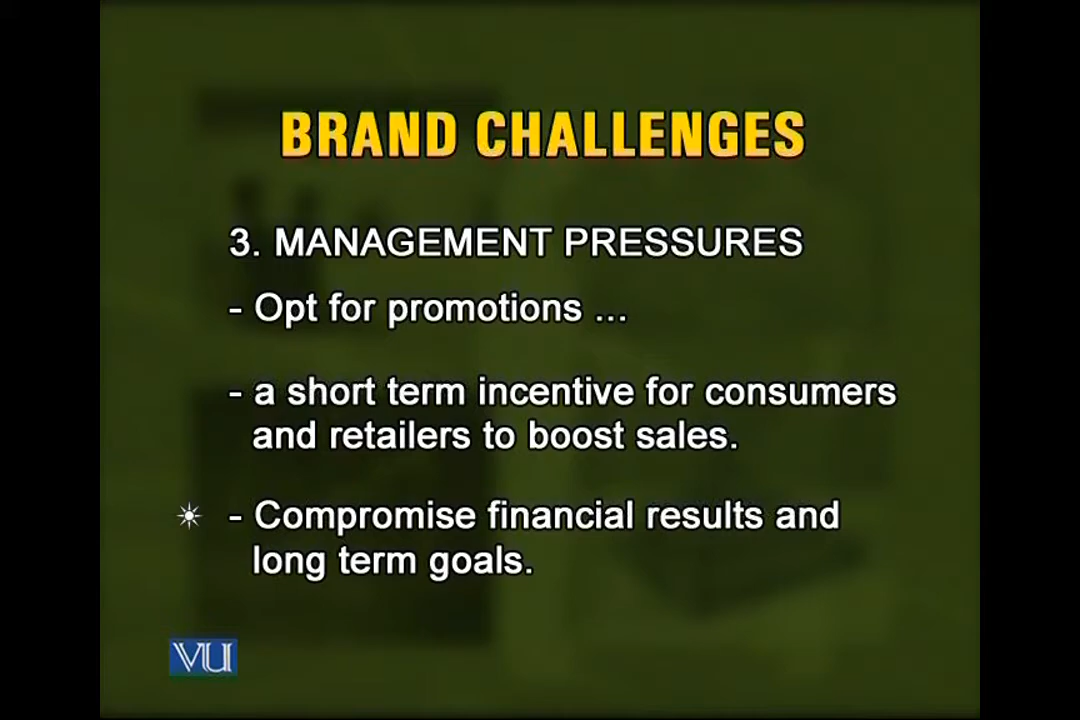 BRAND CHALLENGES
3. MANAGEMENT PRESSURES
- Opt for promotions ...
- a short term incentive for consumers
and retailers to boost sales.
- Compromise financial results and
long term goals.
VU